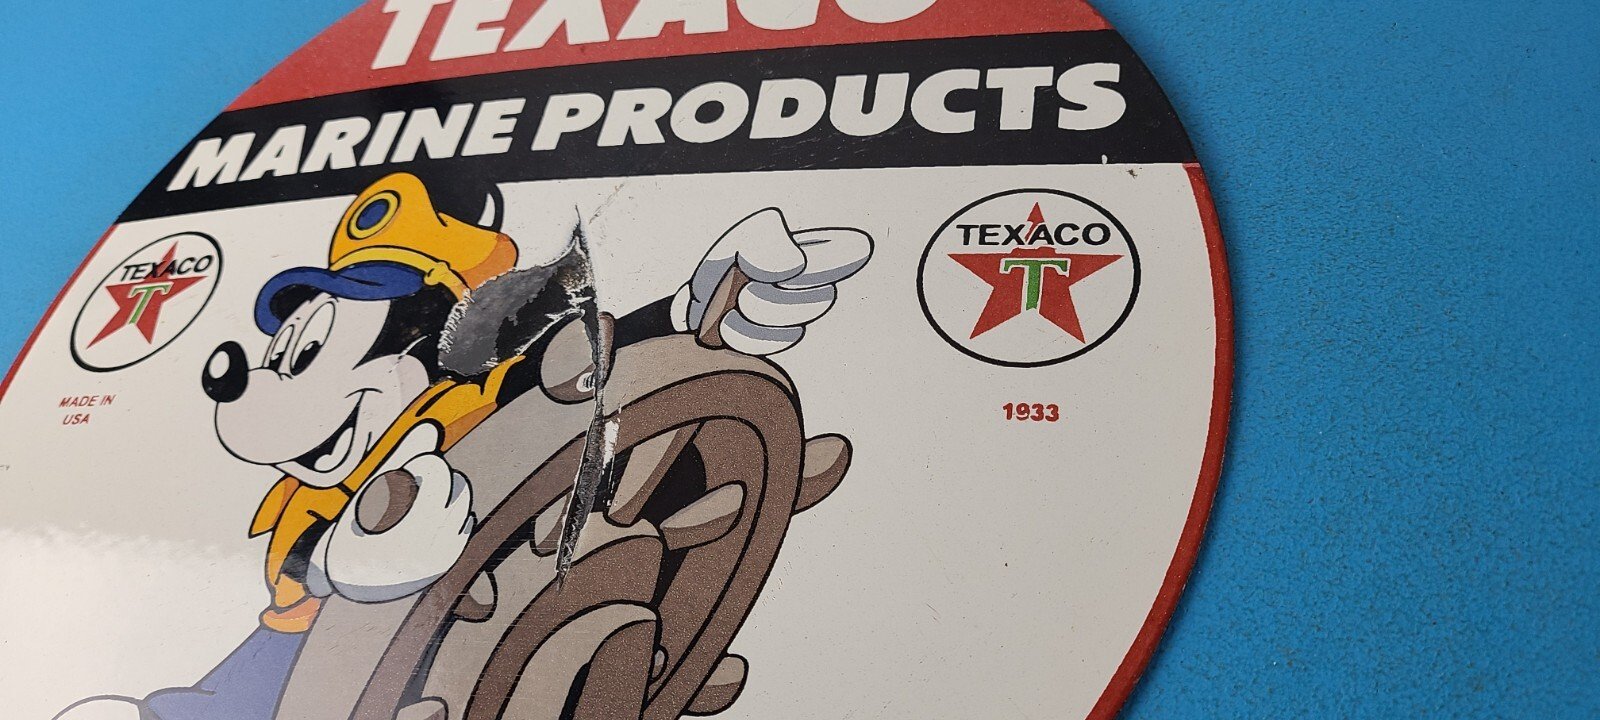 TEXACO
MARINE PRODUCTS
TEXACO
T
MADE IN
USA
TEXACO
T
1933